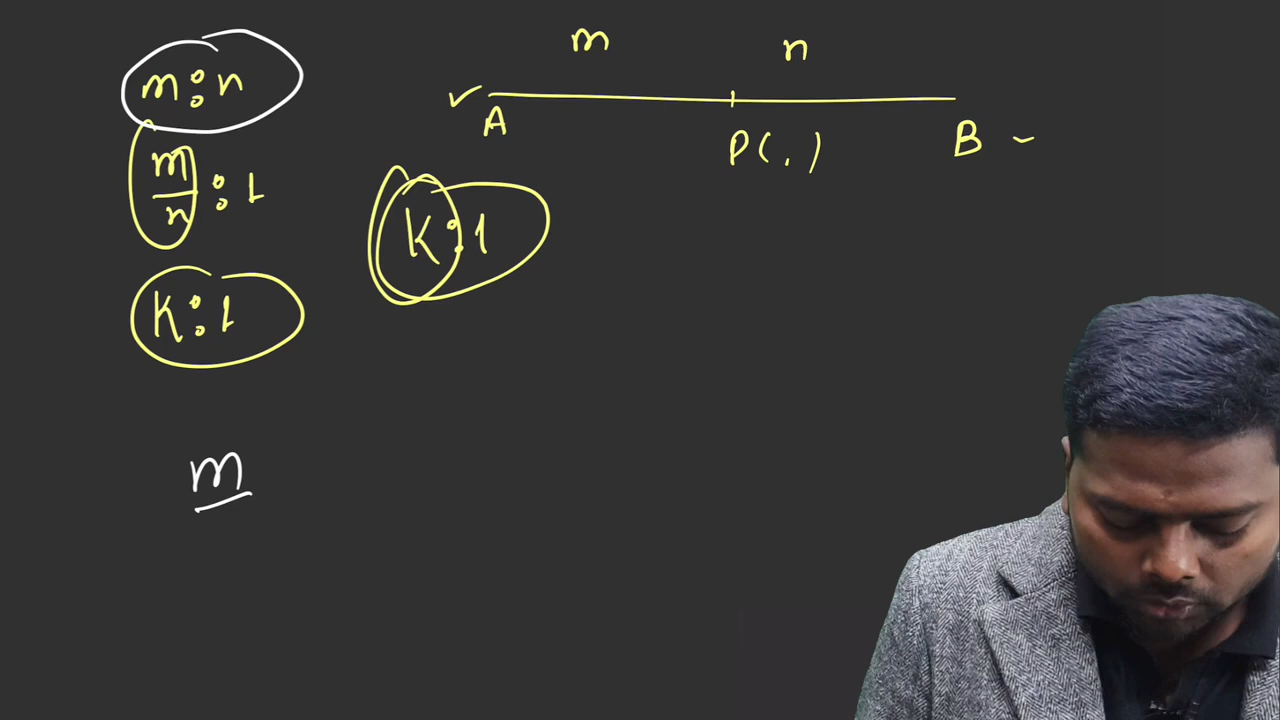 m : n
m n
A P( . ) B
m/n : 1
K : 1
K : 1
m